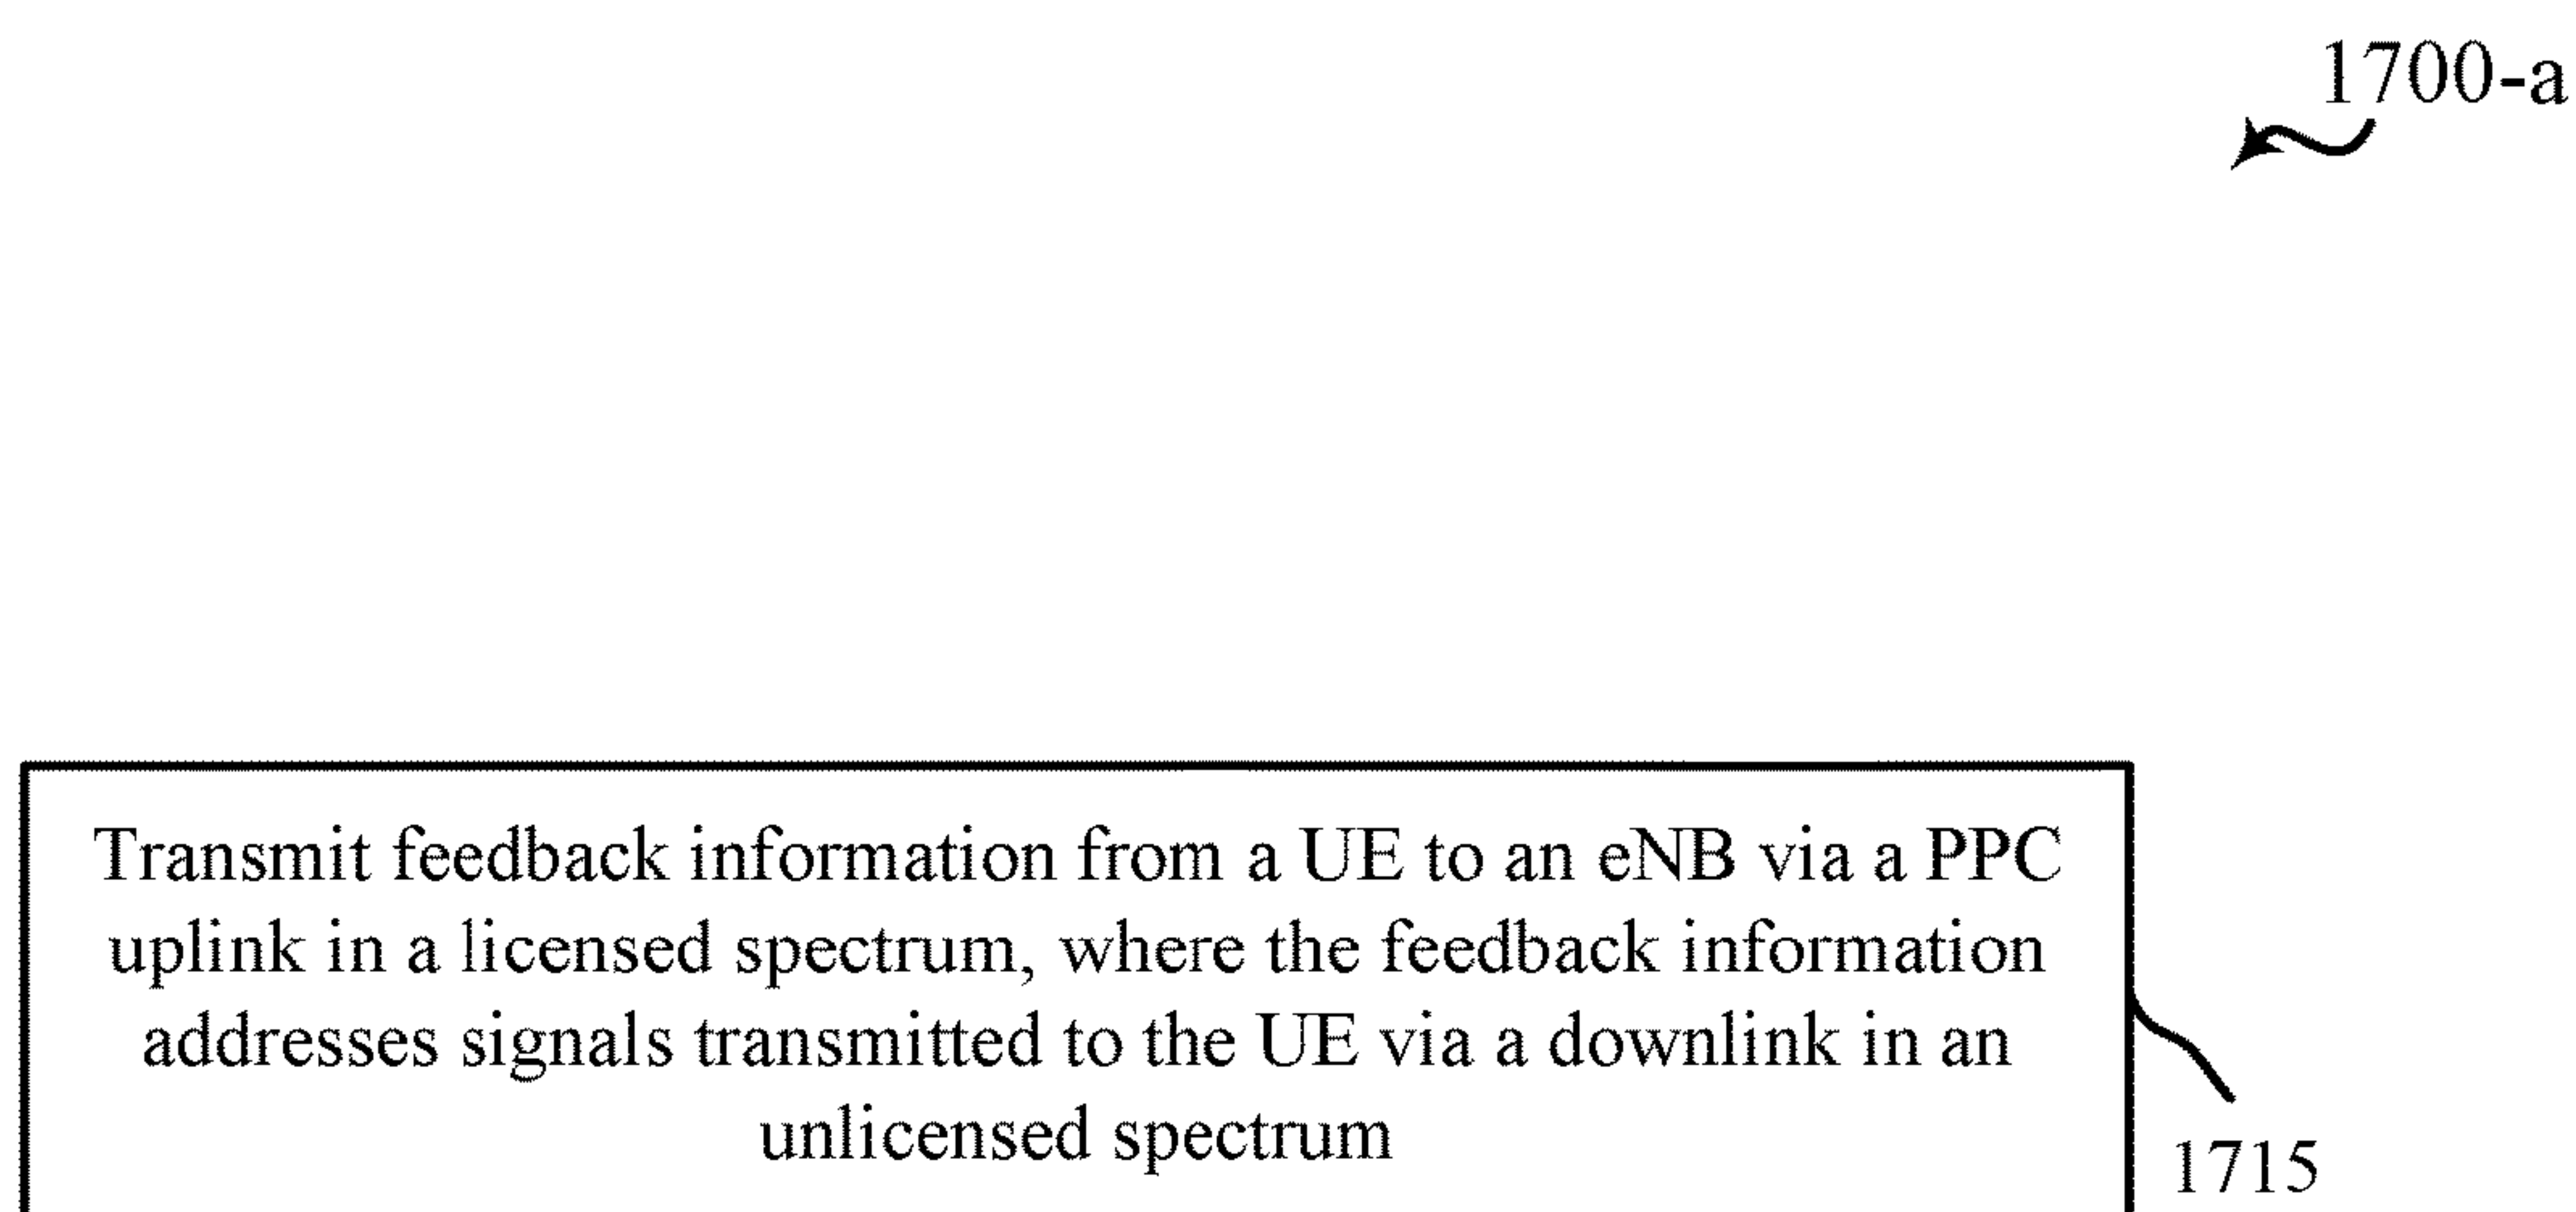 1700-a
Transmit feedback information from a UE to an eNB via a PPC
uplink in a licensed spectrum, where the feedback information
addresses signals transmitted to the UE via a downlink in an
unlicensed spectrum
1715